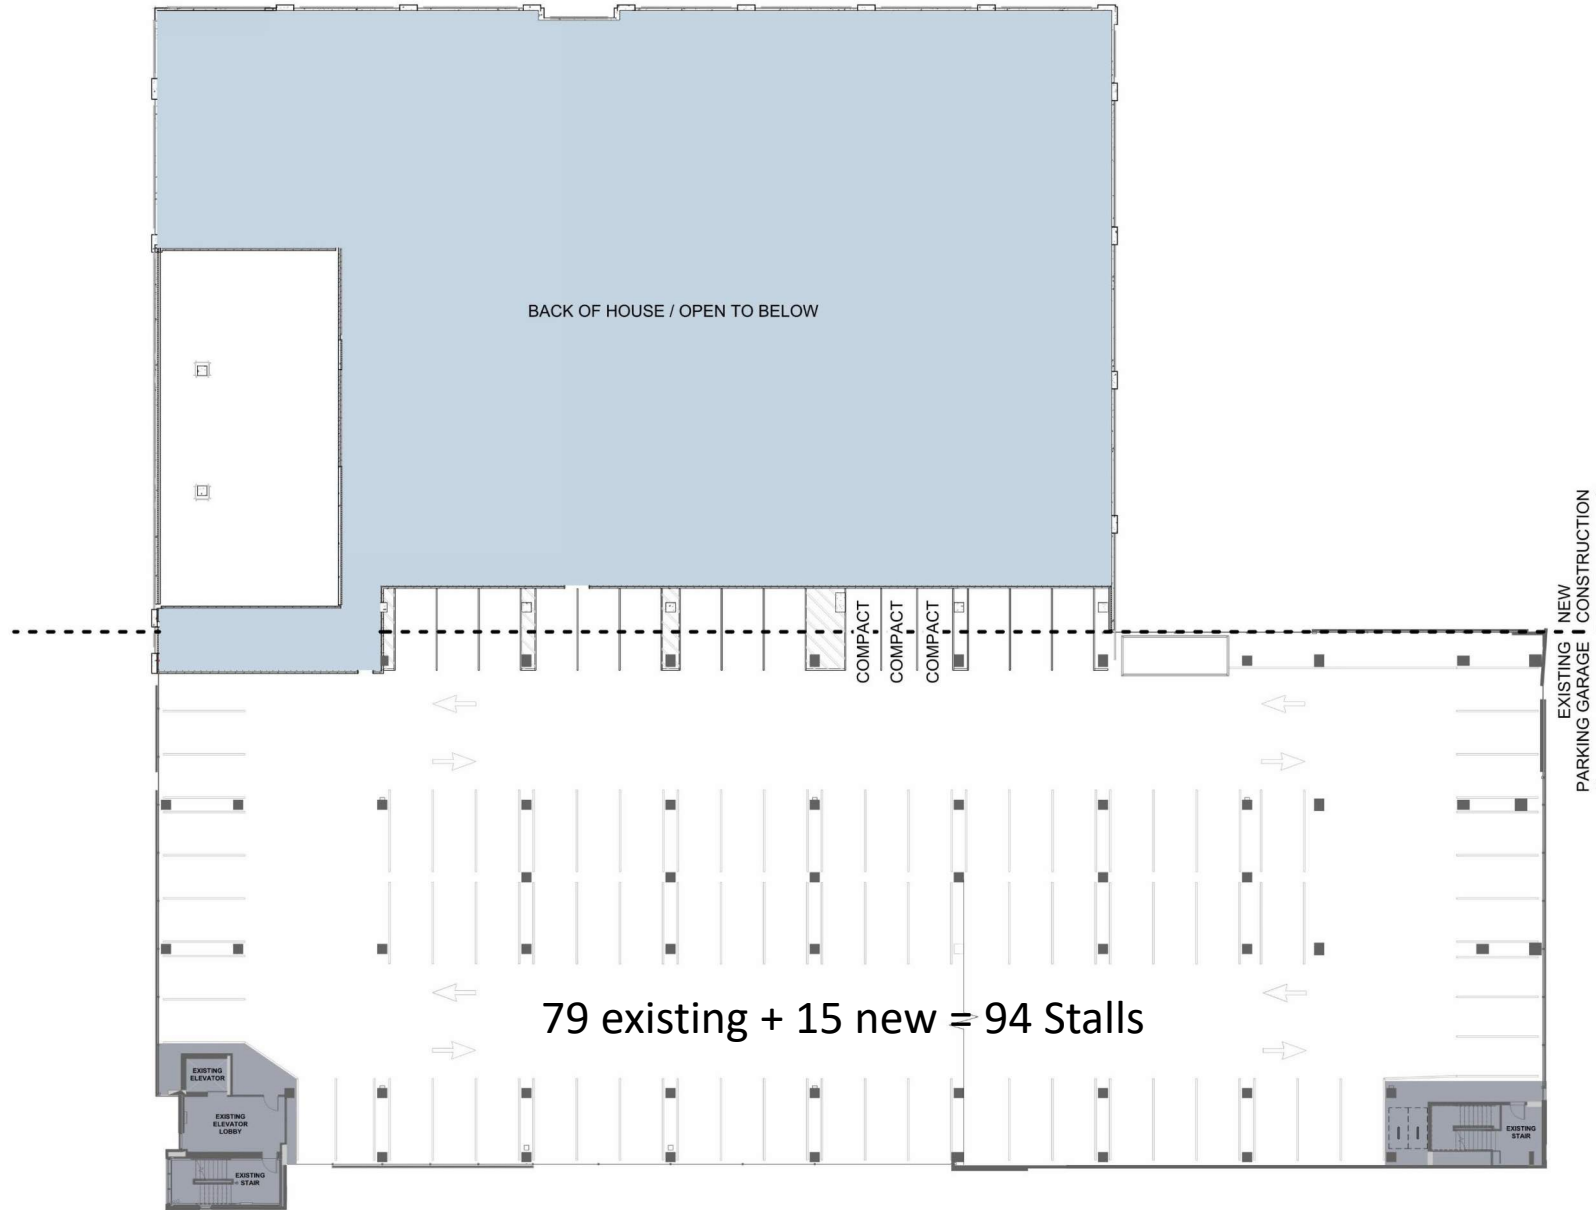 BACK OF HOUSE / OPEN TO BELOW
COMPACT
COMPACT
COMPACT
NEW
CONSTRUCTION
EXISTING
PARKING GARAGE
79 existing + 15 new = 94 Stalls
EXISTING
ELEVATOR
EXISTING
ELEVATOR
LOBBY
EXISTING
STAIR
EXISTING
STAIR